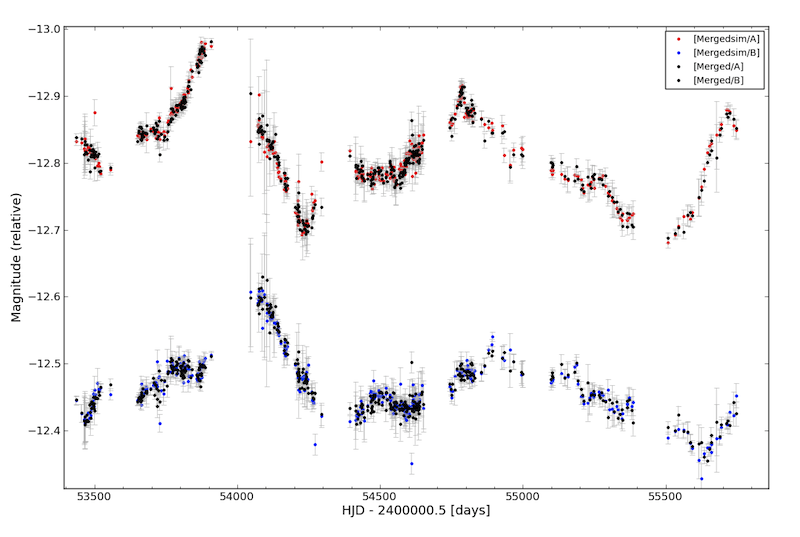 −13.0
[Mergedsim/A]
[Mergedsim/B]
[Merged/A]
[Merged/B]
−12.9
−12.8
−12.7
−12.6
−12.5
−12.4
Magnitude (relative)
53500 54000 54500 55000 55500
HJD - 2400000.5 [days]